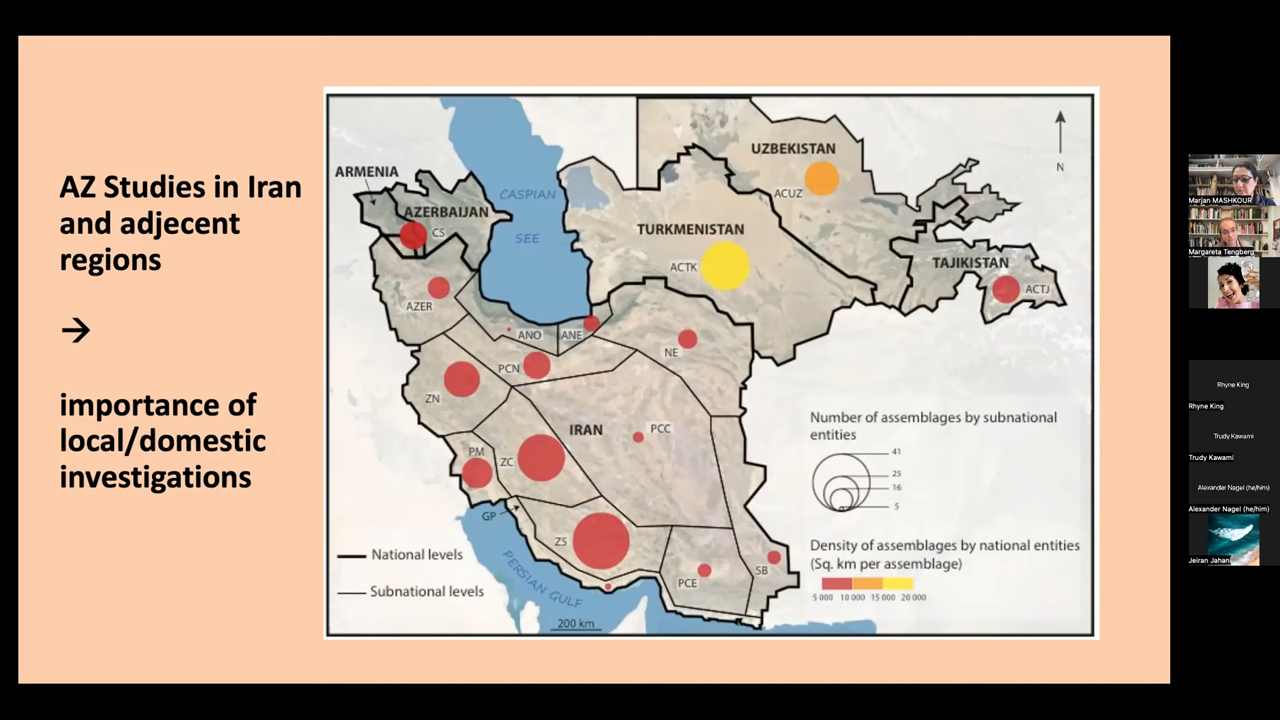 AZ Studies in Iran
and adjecent
regions
→
importance of
local/domestic
investigations
ARMENIA
AZERBAIJAN
CS
CASPIAN
SEE
UZBEKISTAN
ACUZ
TURKMENISTAN
ACTK
TAJIKISTAN
ACTJ
N
AZER
ANO
ANE
NE
PCN
ZN
IRAN
PCC
PM
ZC
GP
ZS
PCE
SB
PERSIAN GULF
200 km
National levels
Subnational levels
Number of assemblages by subnational
entities
41
25
16
5
Density of assemblages by national entities
(Sq. km per assemblage)
5 000 10 000 15 000 20 000
Marjan MASHKOUR
Margareta Tengberg
Rhyne King
Rhyne King
Trudy Kawami
Trudy Kawami
Alexander Nagel (he/him)
Alexander Nagel (he/him)
Jeiran Jahani